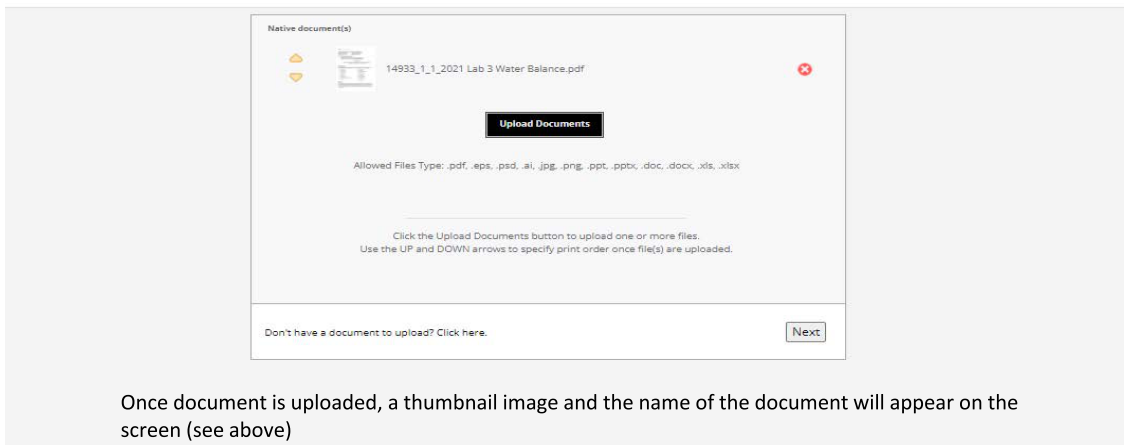 Native document(s)
14933_1_1_2021 Lab 3 Water Balance.pdf
Upload Documents
Allowed Files Type: .pdf, .eps, .psd, .ai, .jpg, .png, .ppt, .pptx, .doc, .docx, .xls, .xlsx
Click the Upload Documents button to upload one or more files.
Use the UP and DOWN arrows to specify print order once file(s) are uploaded.
Don't have a document to upload? Click here.
Next
Once document is uploaded, a thumbnail image and the name of the document will appear on the
screen (see above)